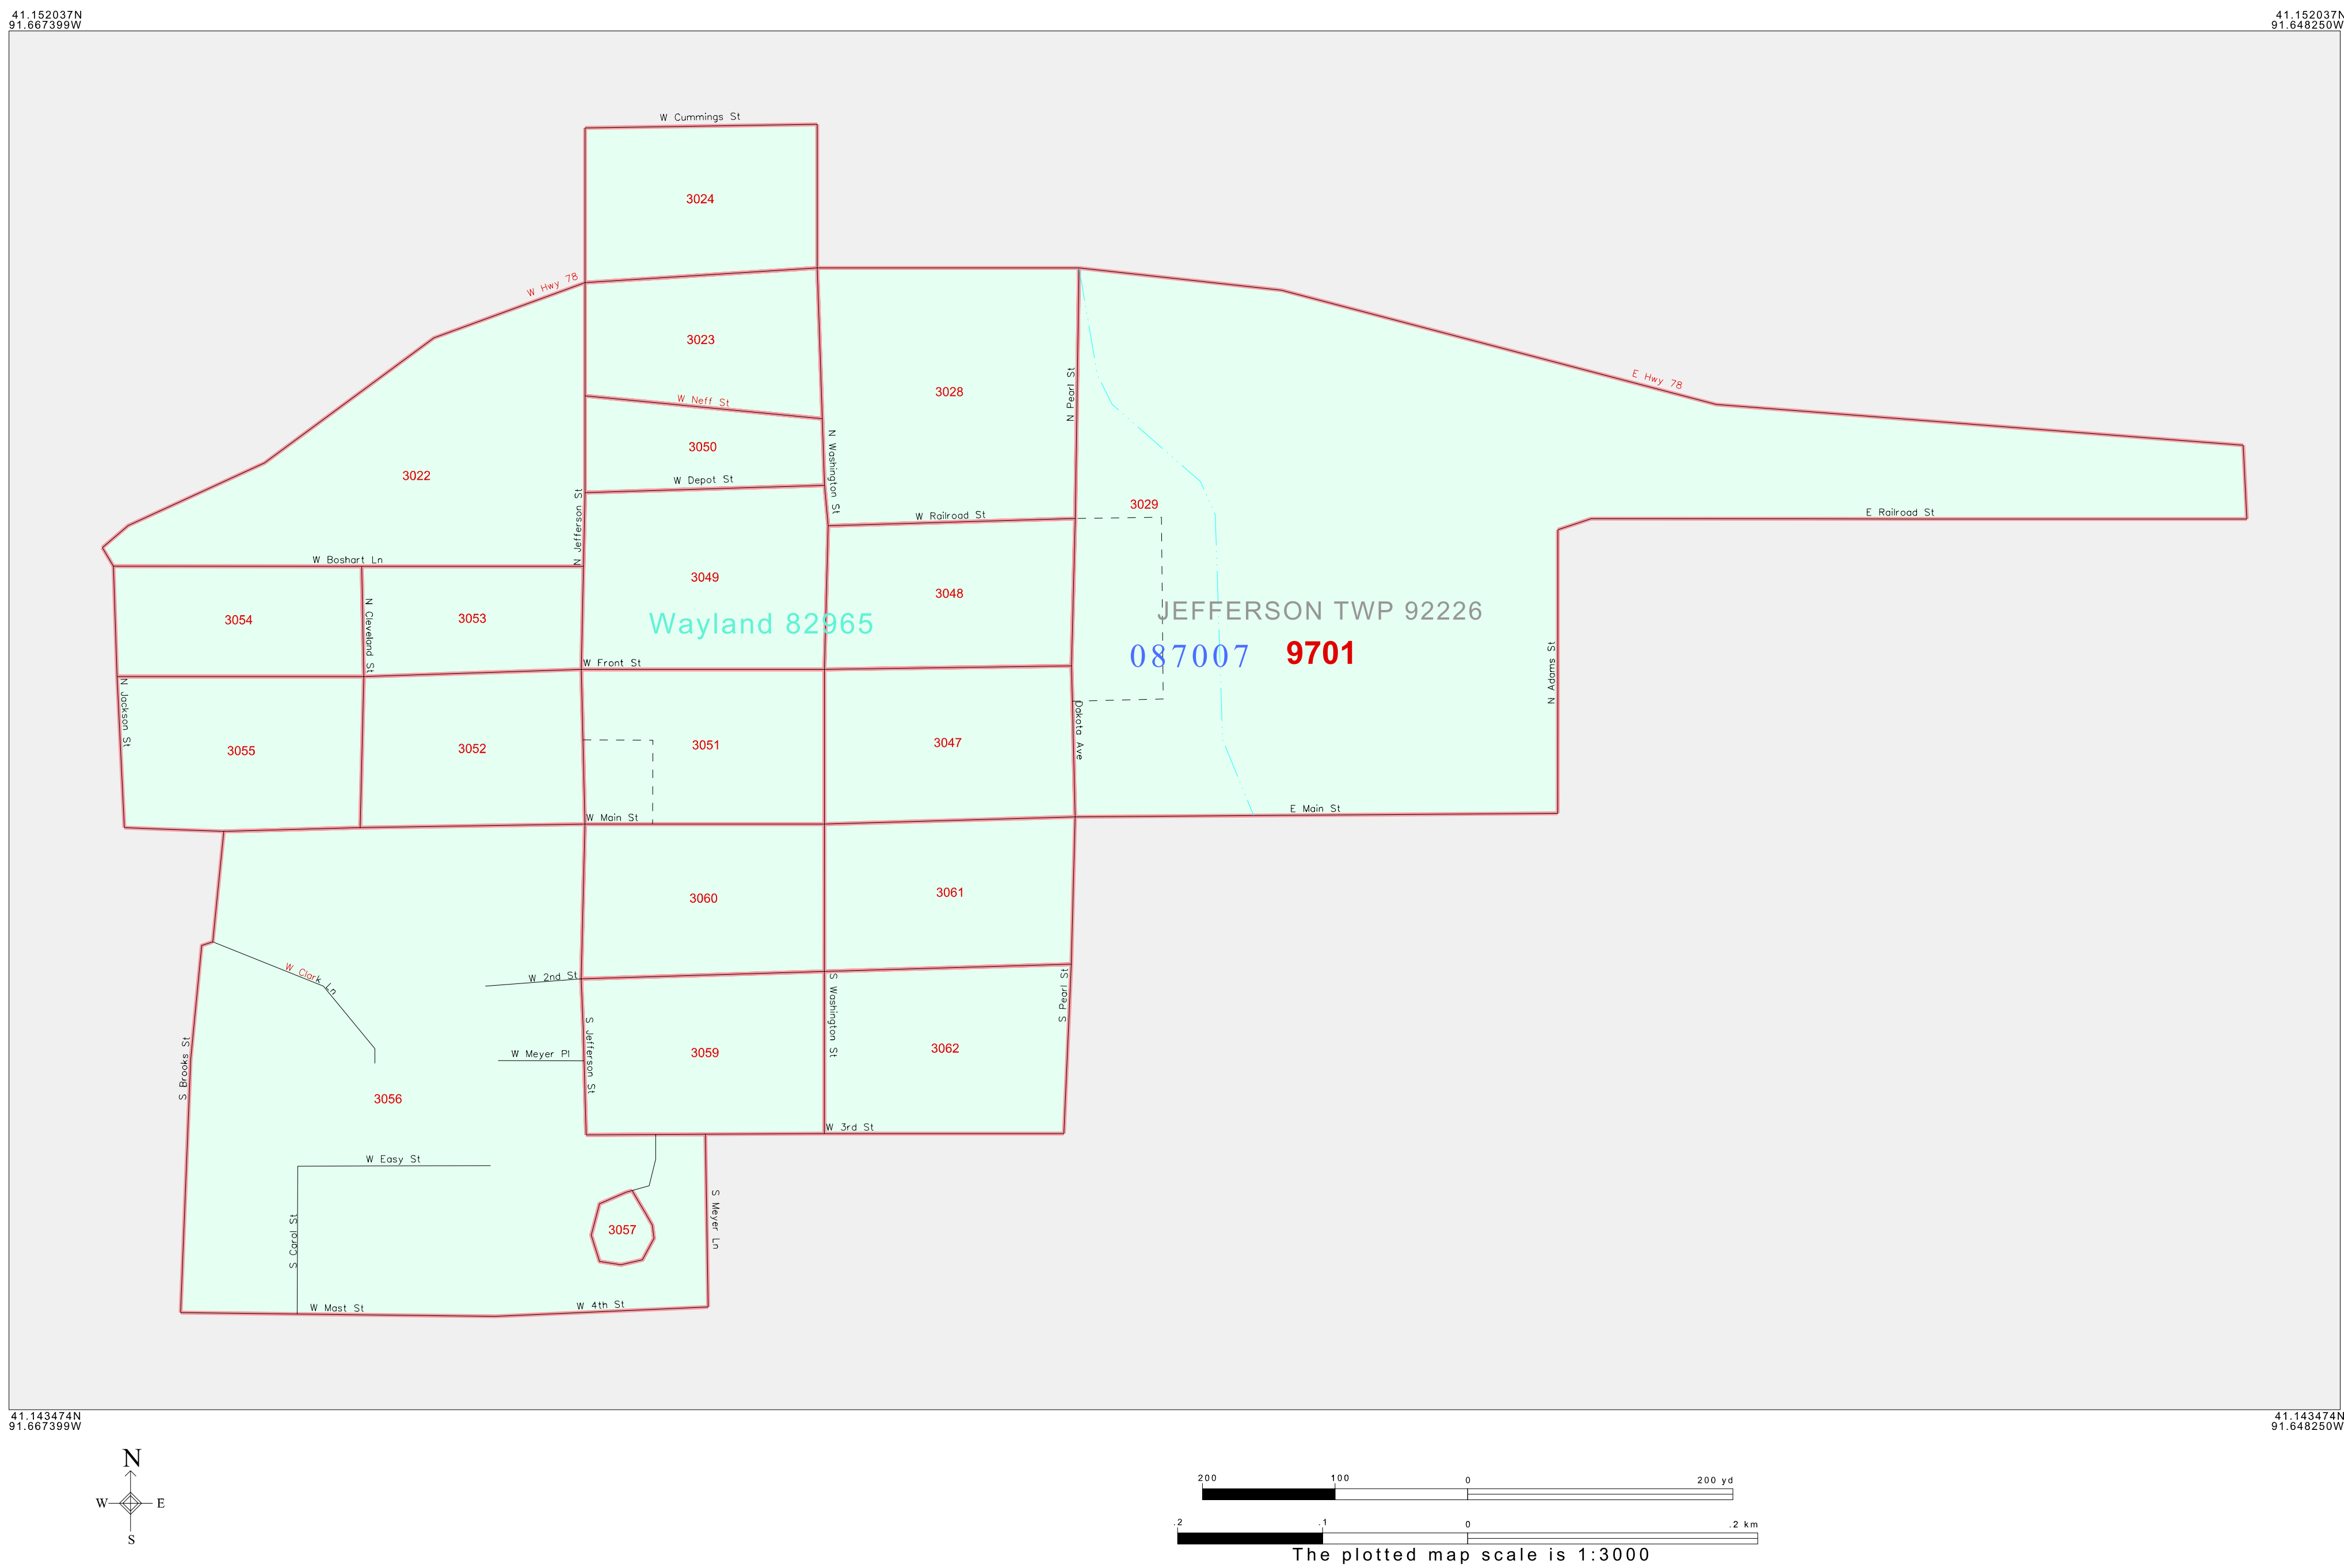 41.152037N
91.667399W
41.152037N
91.648250W
W Cummings St
3024
W Hwy 78
3023
W Neff St
3028
N Pearl St
E Hwy 78
3050
N Washington St
W Depot St
3022
N Jefferson St
3029
W Railroad St
E Railroad St
W Boshart Ln
3049
3048
3054
N Cleveland St
3053
Wayland 82965
JEFFERSON TWP 92226
087007
9701
W Front St
N Adams St
N Jackson St
3055
3052
3051
3047
Dakota Ave
W Main St
E Main St
3060
3061
W Clark Ln
W 2nd St
S Washington St
S Pearl St
S Jefferson St
W Meyer Pl
3059
3062
S Brooks St
3056
W 3rd St
W Easy St
S Carol St
3057
S Meyer Ln
W Mast St
W 4th St
41.143474N
91.667399W
41.143474N
91.648250W
N
W
E
S
200 100 0 200 yd
.2 .1 0 .2 km
The plotted map scale is 1:3000